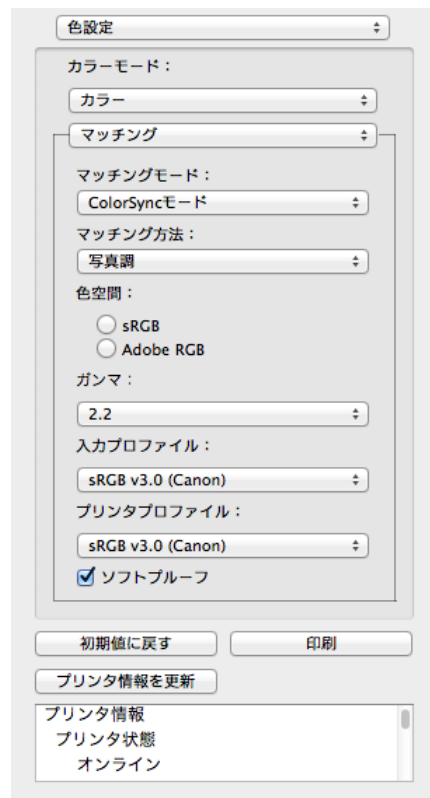 色設定
カラーモード：
カラー
マッチング
マッチングモード：
ColorSyncモード
マッチング方法：
写真調
色空間：
sRGB
Adobe RGB
ガンマ：
2.2
入力プロファイル：
sRGB v3.0 (Canon)
プリンタプロファイル：
sRGB v3.0 (Canon)
ソフトプルーフ
初期値に戻す 印刷
プリンタ情報を更新
プリンタ情報
プリンタ状態
オンライン